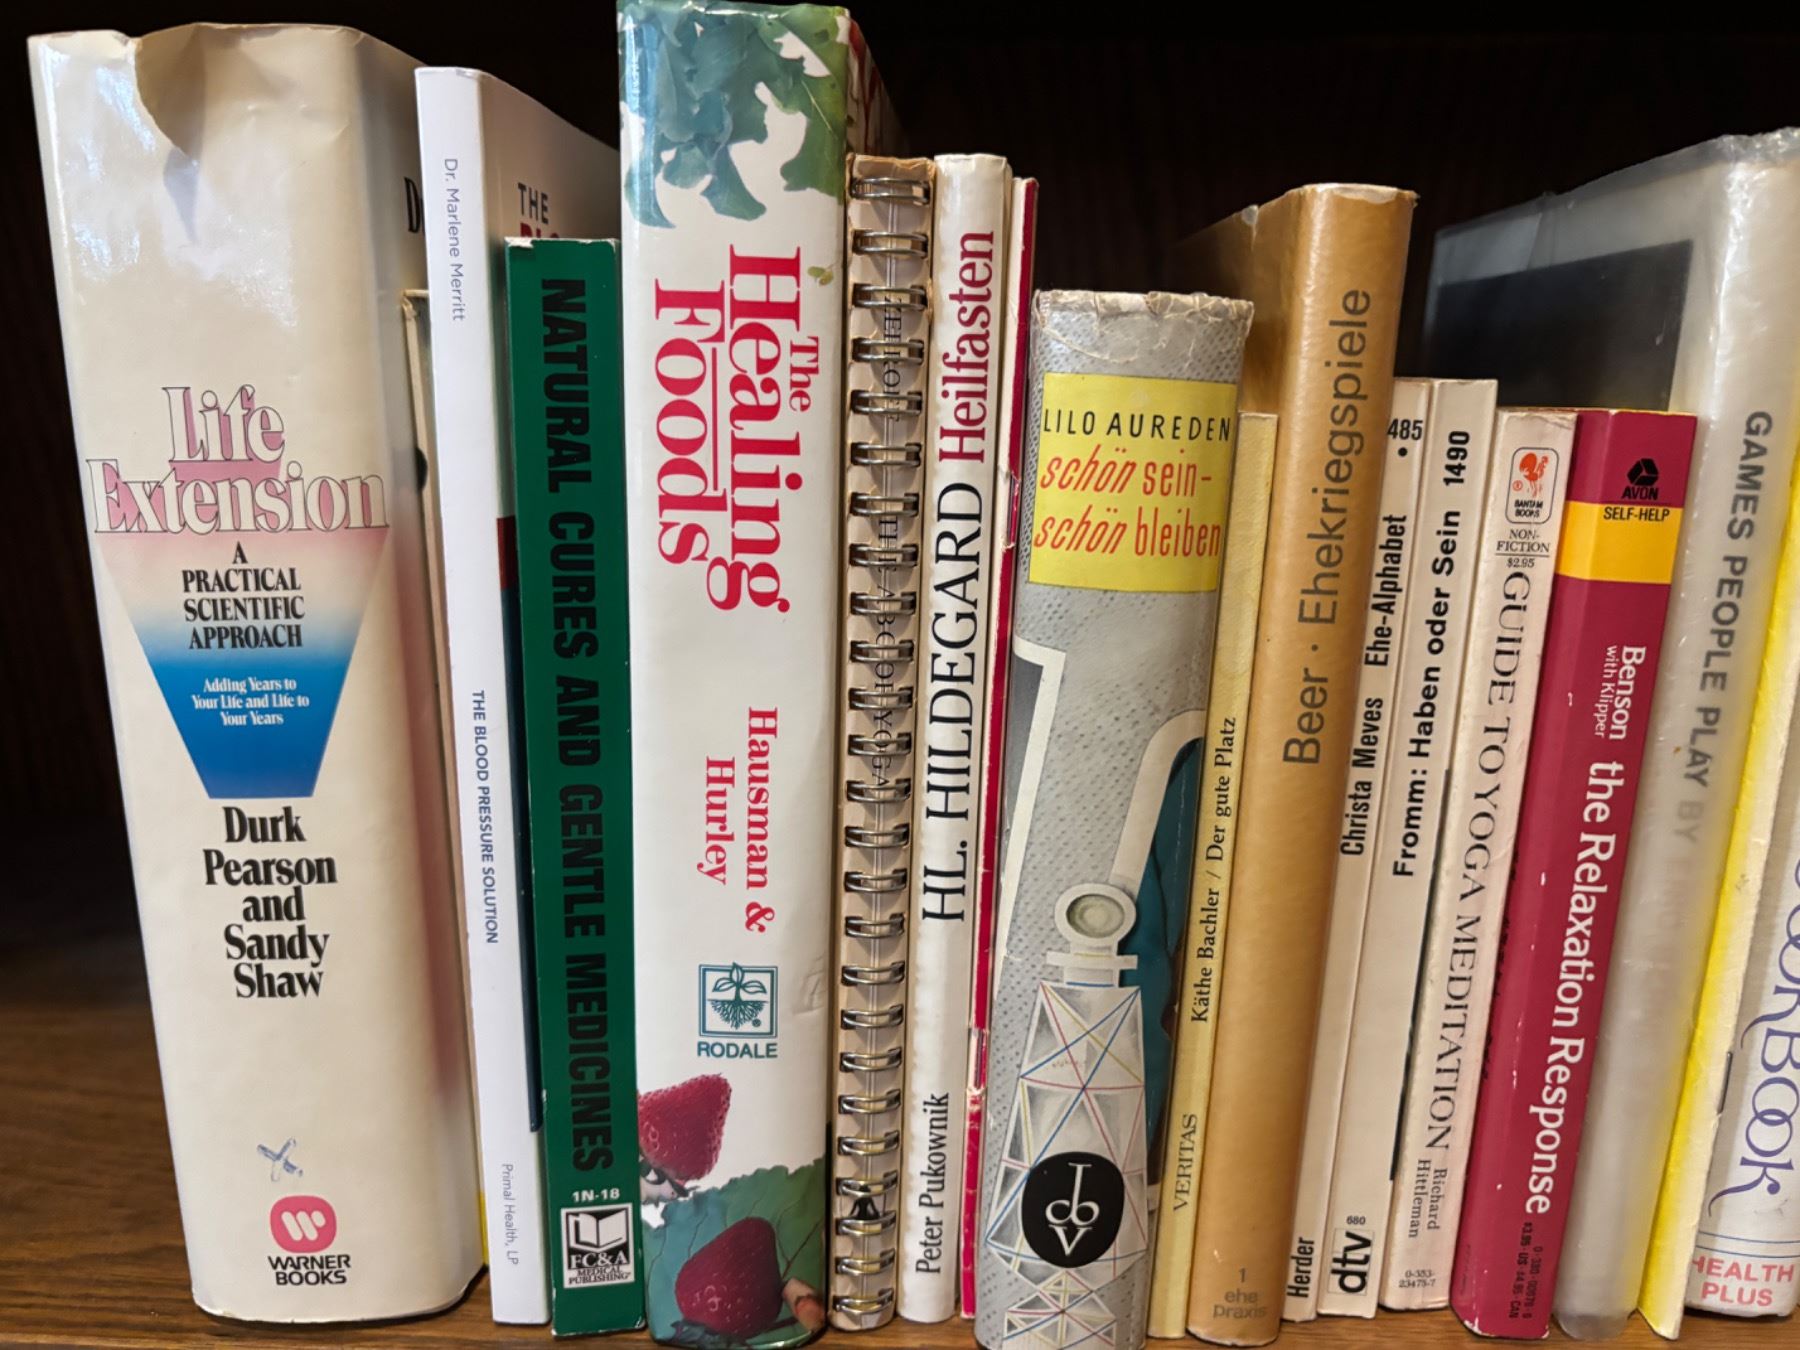 Life
Extension
A
PRACTICAL
SCIENTIFIC
APPROACH
Adding Years to
Your Life and Life to
Your Years
Durk
Pearson
and
Sandy
Shaw
WARNER
BOOKS
D
Dr. Marlene Merritt
THE BLOOD PRESSURE SOLUTION
Primal Health, LP
THE
NATURAL CURES AND GENTLE MEDICINES
1N-18
FC&A
MEDICAL
PUBLISHING
The
Healing
Foods
Hausman &
Hurley
®
RODALE
THE ABC OF YOGA
HL. HILDEGARD Heilfasten
Peter Pukownik
LILO AUREDEN
schön sein-
schön bleiben
Käthe Bachler / Der gute Platz
VERITAS
Beer · Ehekriegspiele
1
ehe
praxis
485 •
Christa Meves Ehe-Alphabet
Herder
Fromm: Haben oder Sein 1490
680
dtv
®
BANTAM
BOOKS
NON-
FICTION
$2.95
GUIDE TO YOGA MEDITATION
Richard
Hittleman
0-553-
23475-7
AVON
SELF-HELP
Benson
with Klipper
the Relaxation Response
GAMES PEOPLE PLAY BY
HEALTH
PLUS